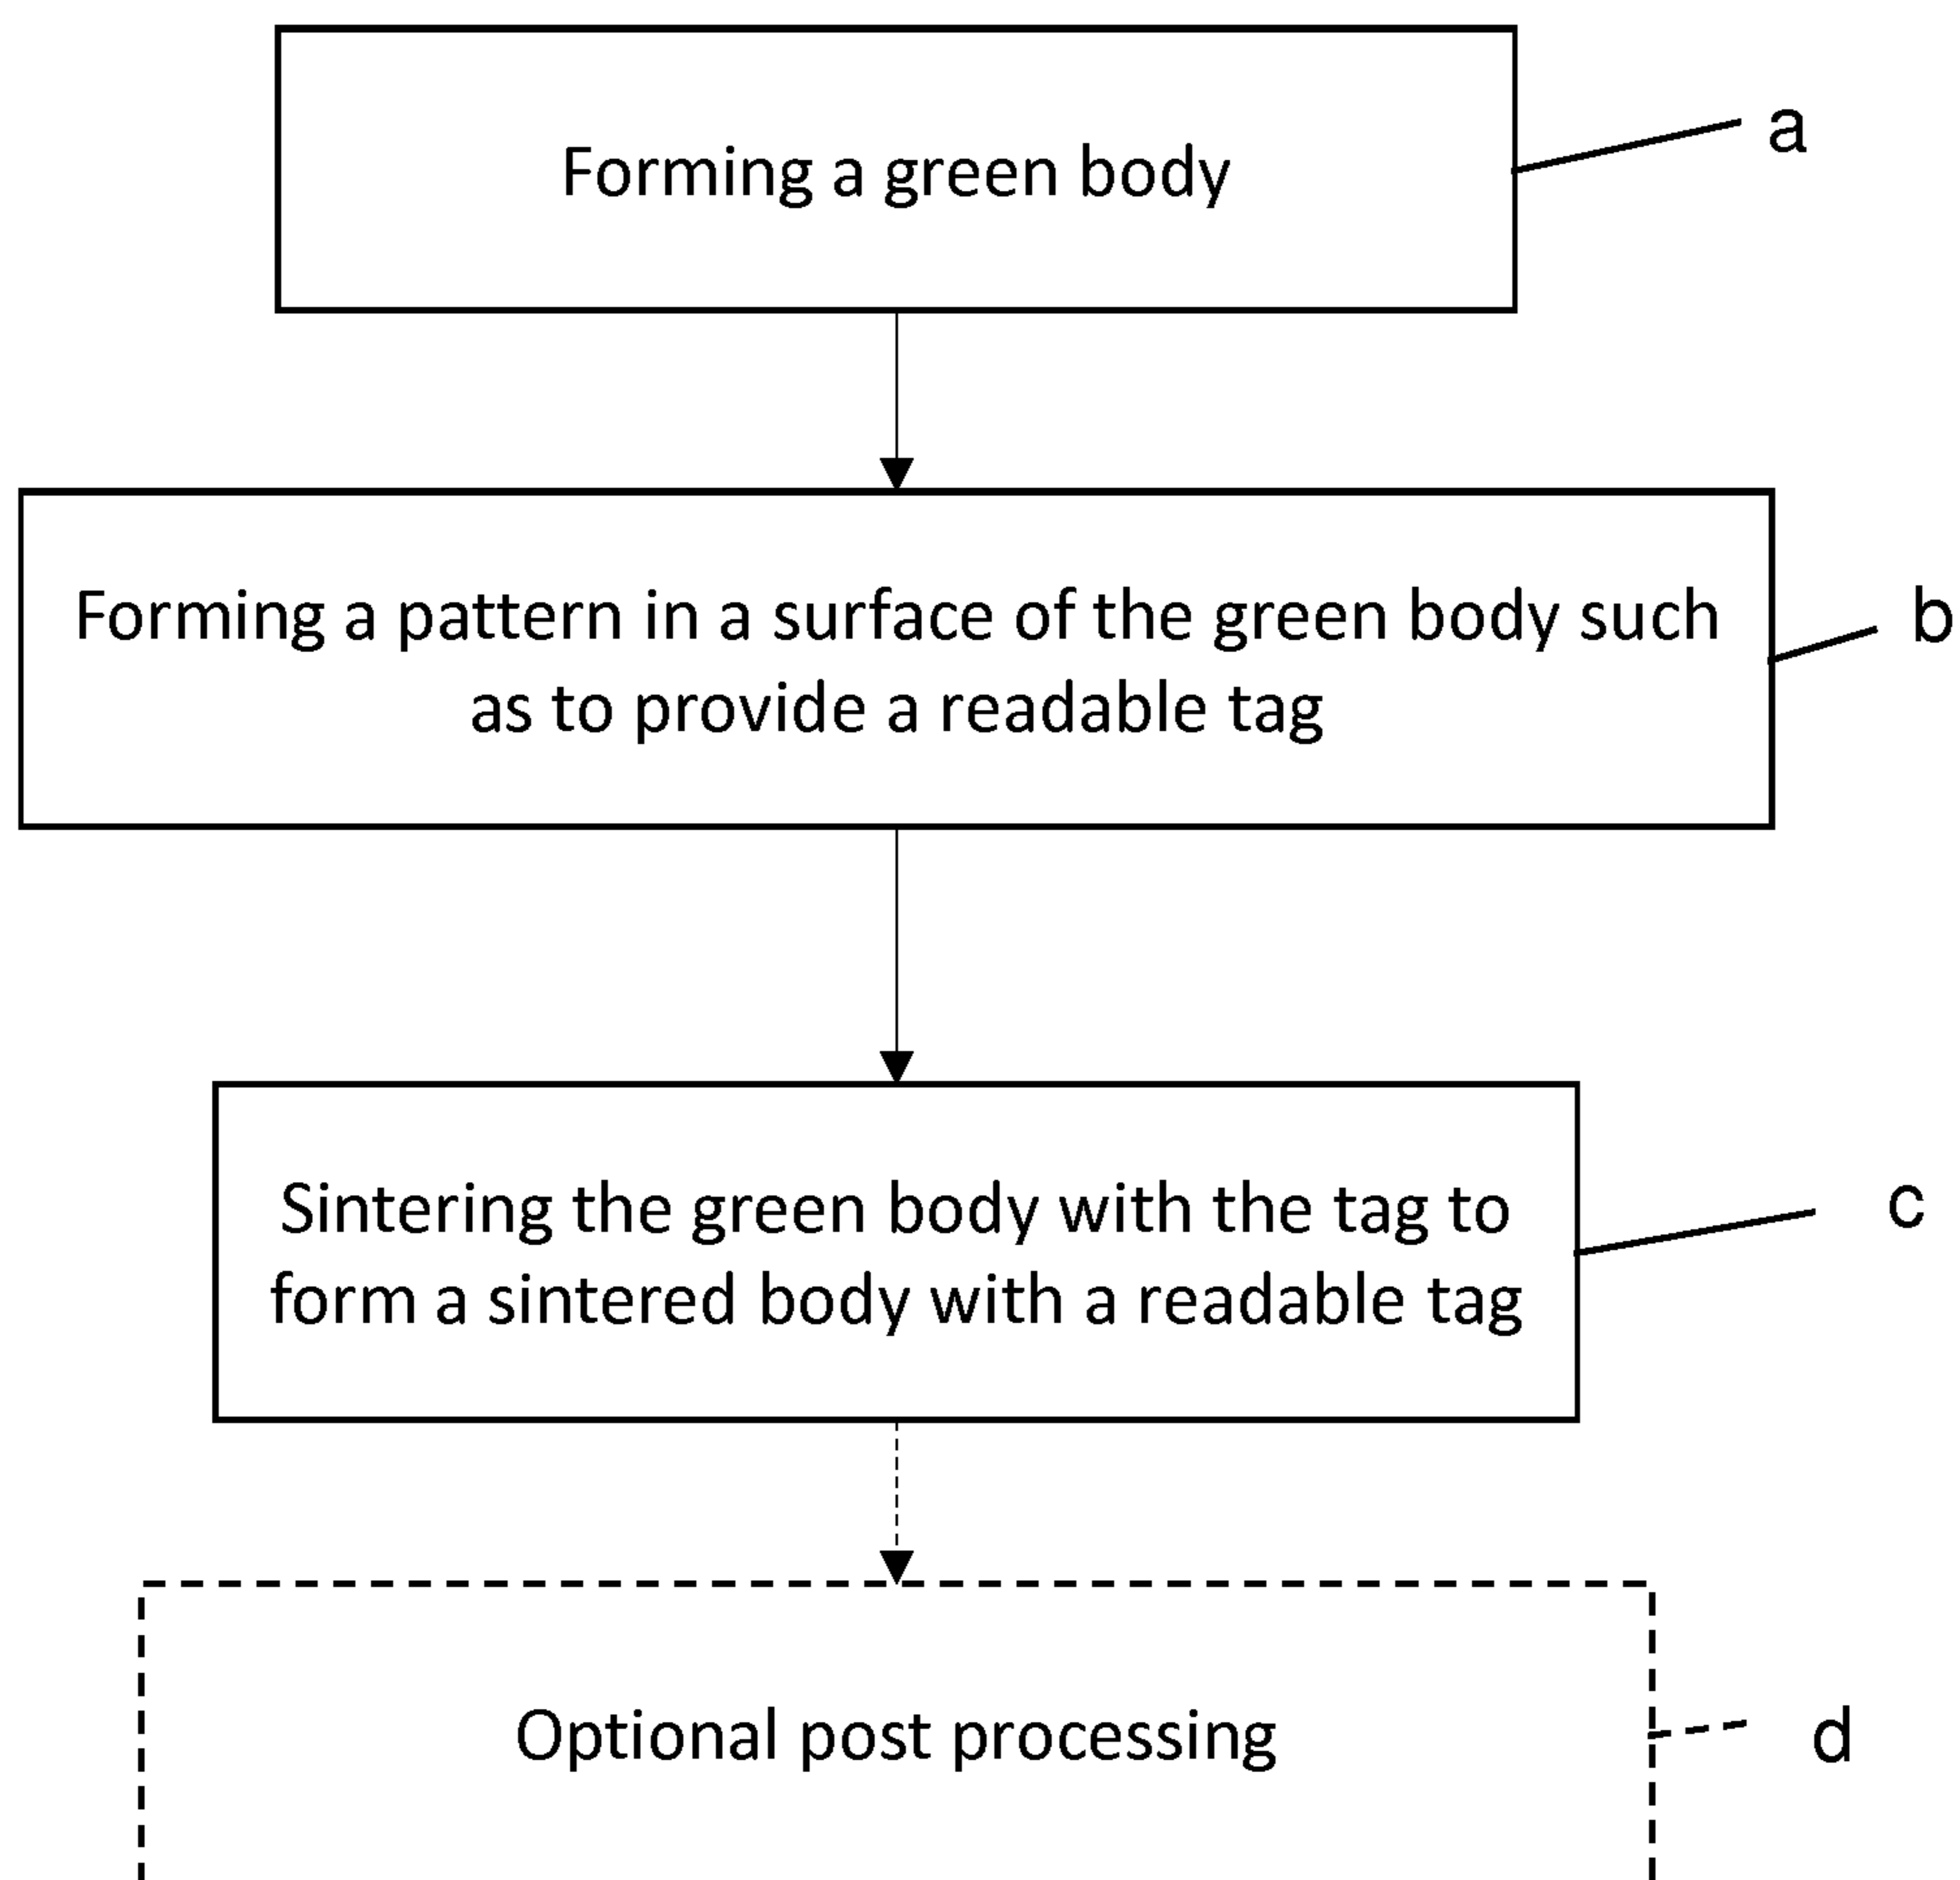 Forming a green body
a
Forming a pattern in a surface of the green body such
as to provide a readable tag
b
Sintering the green body with the tag to
form a sintered body with a readable tag
c
Optional post processing
d